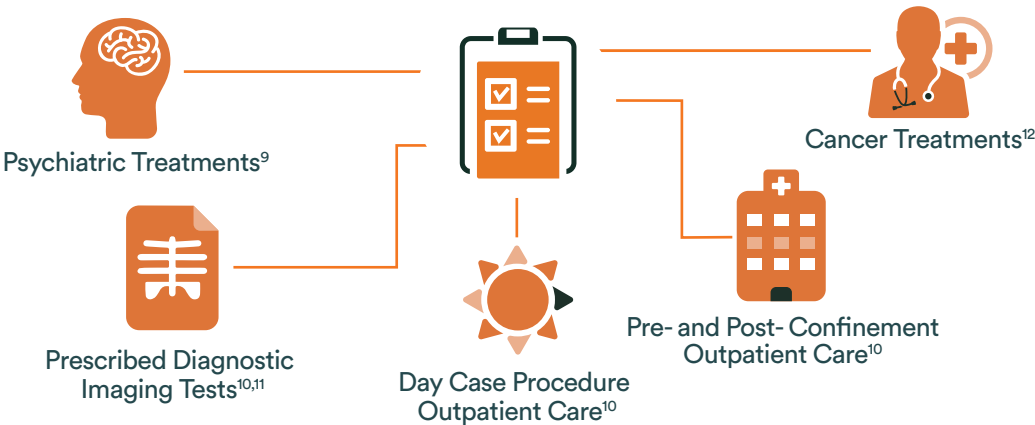 Psychiatric Treatments⁹
Cancer Treatments¹²
Prescribed Diagnostic
Imaging Tests¹⁰,¹¹
Day Case Procedure
Outpatient Care¹⁰
Pre- and Post- Confinement
Outpatient Care¹⁰